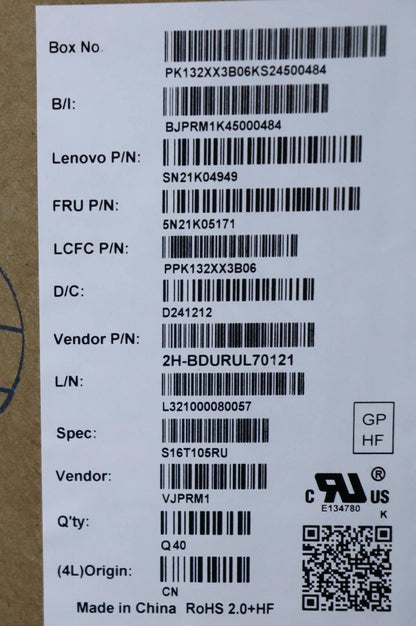 Box No.
PK132XX3B06KS24500484
B/I:
BJPRM1K45000484
Lenovo P/N:
SN21K04949
FRU P/N:
5N21K05171
LCFC P/N:
PPK132XX3B06
D/C:
D241212
Vendor P/N:
2H-BDURUL70121
L/N:
L321000080057
Spec:
S16T105RU
GP
HF
Vendor:
VJPRM1
C RU ® US
E134780
K
Q'ty:
Q40
(4L)Origin:
CN
Made in China RoHS 2.0+HF